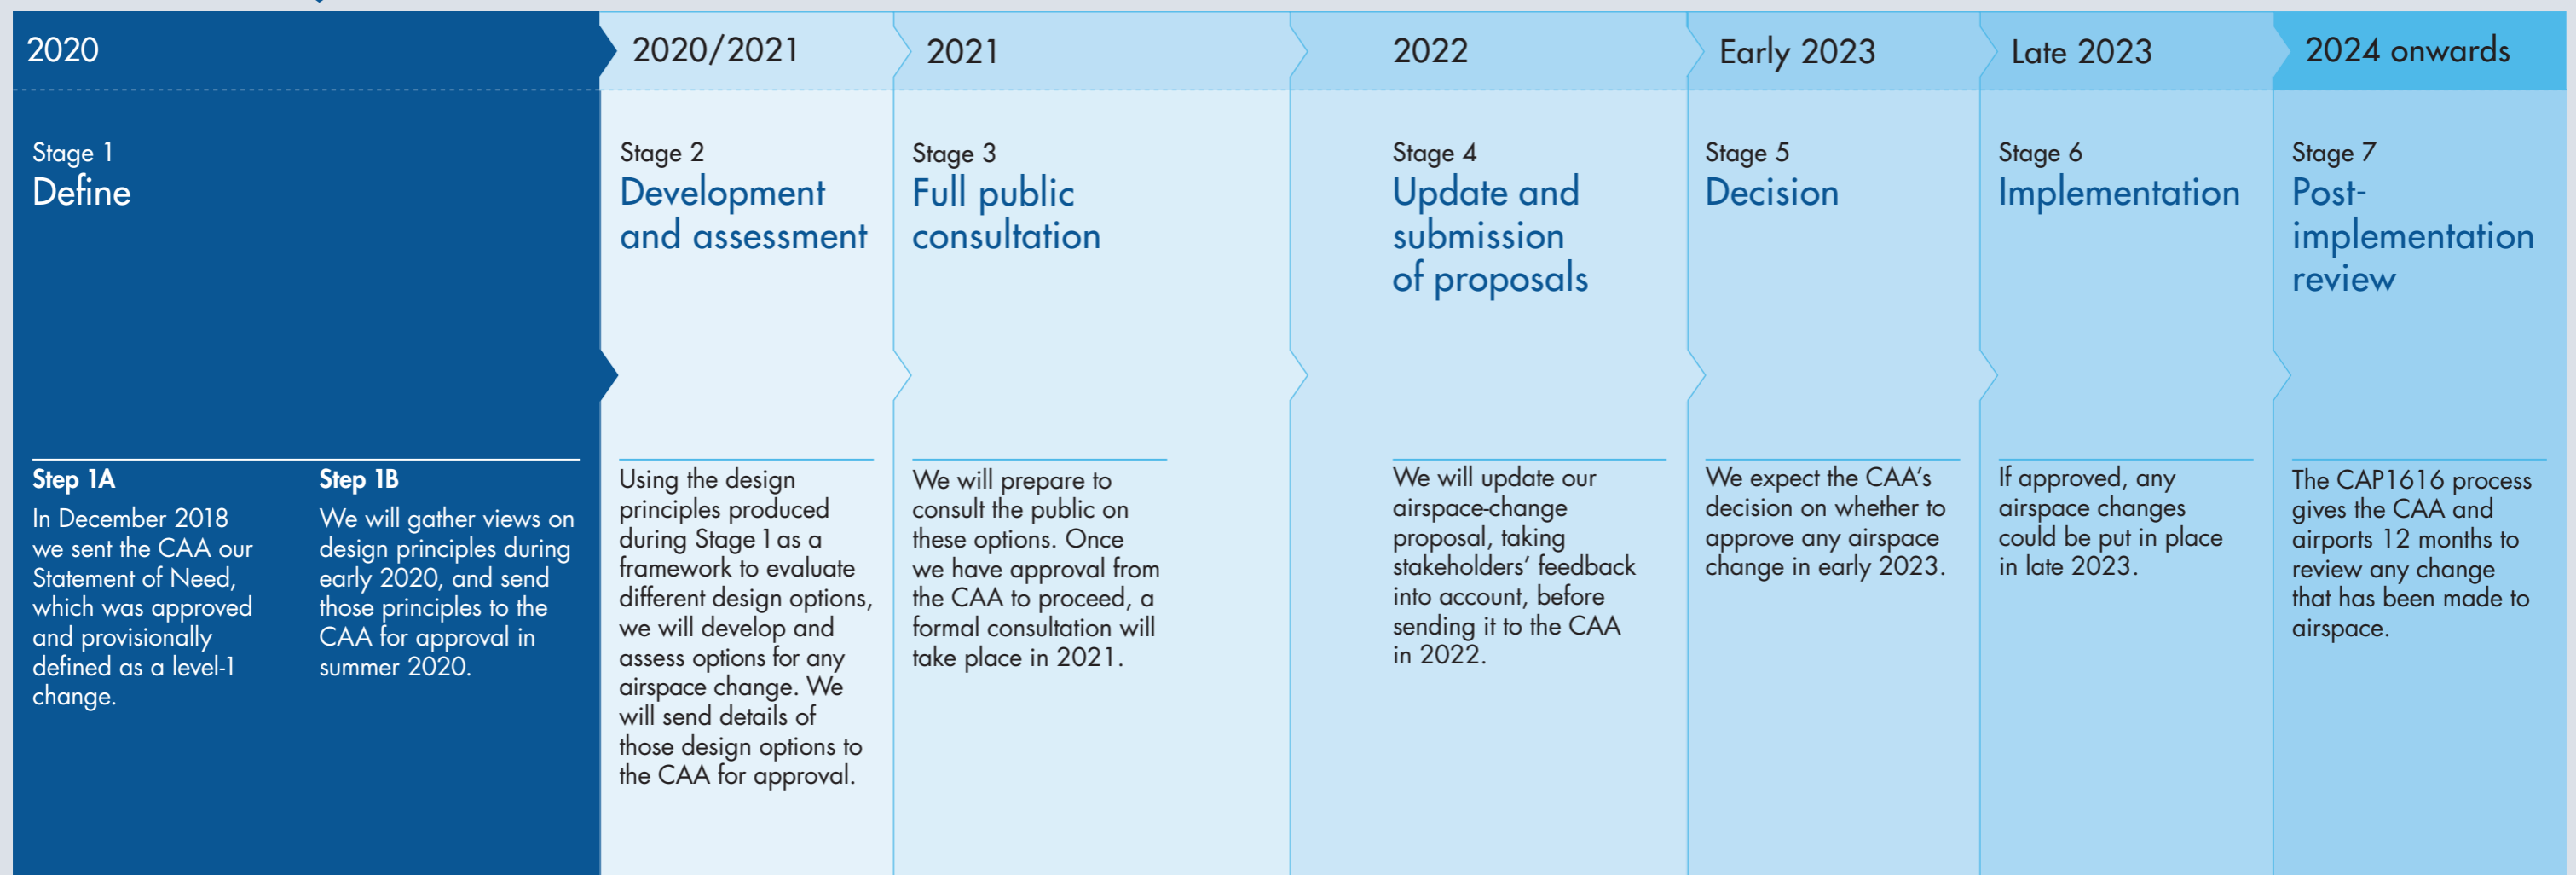 2020
Stage 1
Define
Step 1A
In December 2018
we sent the CAA our
Statement of Need,
which was approved
and provisionally
defined as a level-1
change.
Step 1B
We will gather views on
design principles during
early 2020, and send
those principles to the
CAA for approval in
summer 2020.
2020/2021
Stage 2
Development
and assessment
Using the design
principles produced
during Stage 1 as a
framework to evaluate
different design options,
we will develop and
assess options for any
airspace change. We
will send details of
those design options to
the CAA for approval.
2021
Stage 3
Full public
consultation
We will prepare to
consult the public on
these options. Once
we have approval from
the CAA to proceed, a
formal consultation will
take place in 2021.
2022
Stage 4
Update and
submission
of proposals
We will update our
airspace-change
proposal, taking
stakeholders’ feedback
into account, before
sending it to the CAA
in 2022.
Early 2023
Stage 5
Decision
We expect the CAA’s
decision on whether to
approve any airspace
change in early 2023.
Late 2023
Stage 6
Implementation
If approved, any
airspace changes
could be put in place
in late 2023.
2024 onwards
Stage 7
Post-
implementation
review
The CAP1616 process
gives the CAA and
airports 12 months to
review any change
that has been made to
airspace.